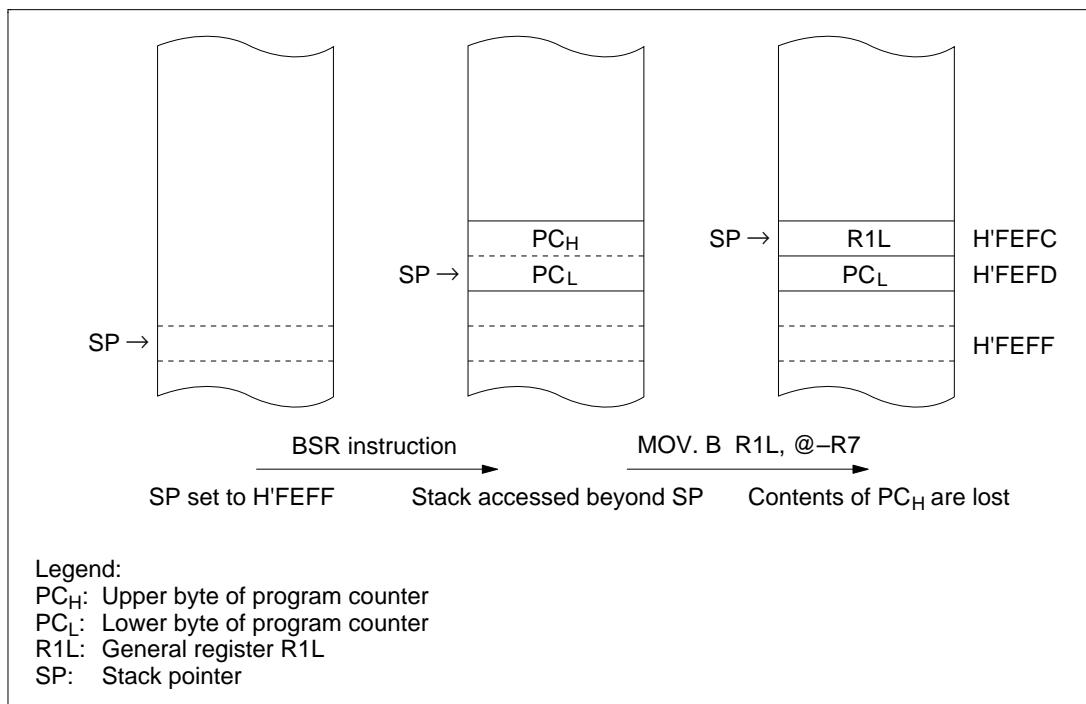 PCH SP → R1L H'FEFC
SP → PCL PCL H'FEFD
SP → H'FEFF
BSR instruction MOV. B R1L, @–R7
SP set to H'FEFF Stack accessed beyond SP Contents of PCH are lost
Legend:
PCH: Upper byte of program counter
PCL: Lower byte of program counter
R1L: General register R1L
SP: Stack pointer